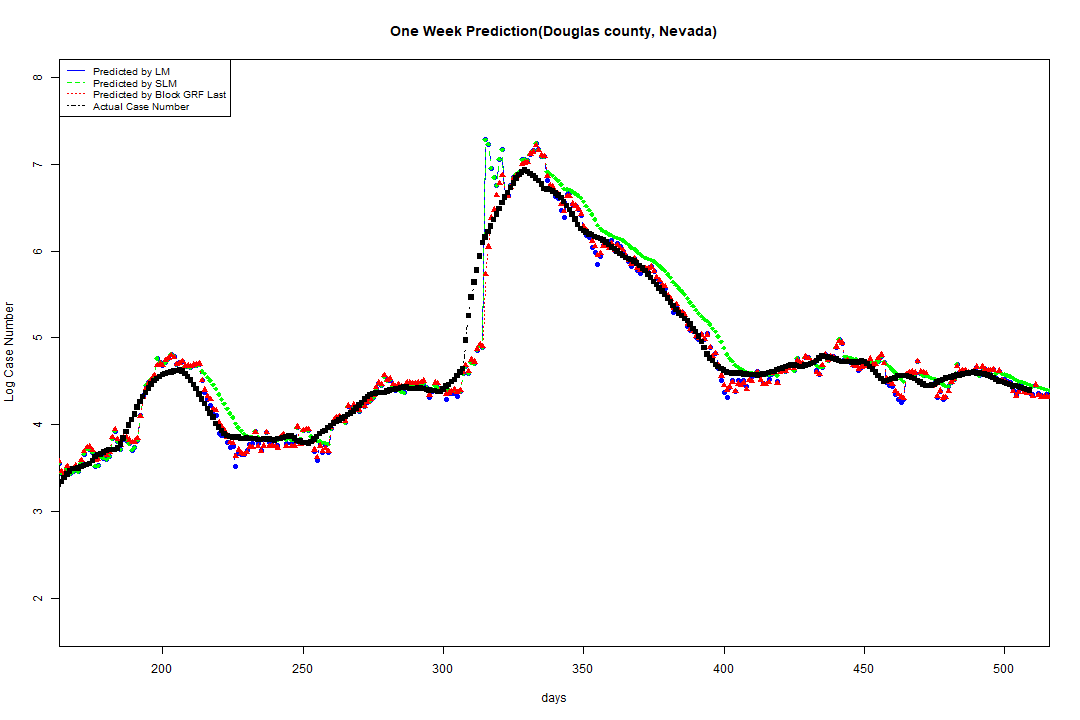 One Week Prediction(Douglas county, Nevada)
Predicted by LM
Predicted by SLM
Predicted by Block GRF Last
Actual Case Number
8
7
6
5
4
3
2
Log Case Number
200 250 300 350 400 450 500
days